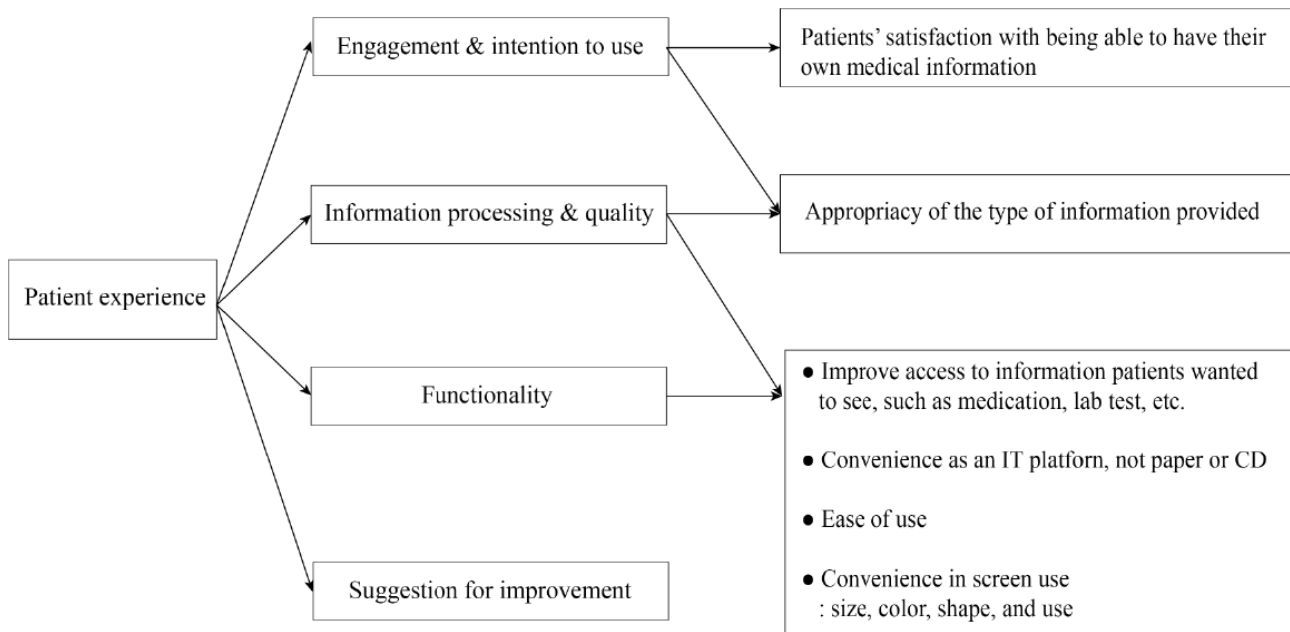 Engagement & intention to use
Patients’ satisfaction with being able to have their
own medical information
Information processing & quality
Appropriacy of the type of information provided
Patient experience
Functionality
● Improve access to information patients wanted
to see, such as medication, lab test, etc.
● Convenience as an IT platforn, not paper or CD
● Ease of use
● Convenience in screen use
: size, color, shape, and use
Suggestion for improvement